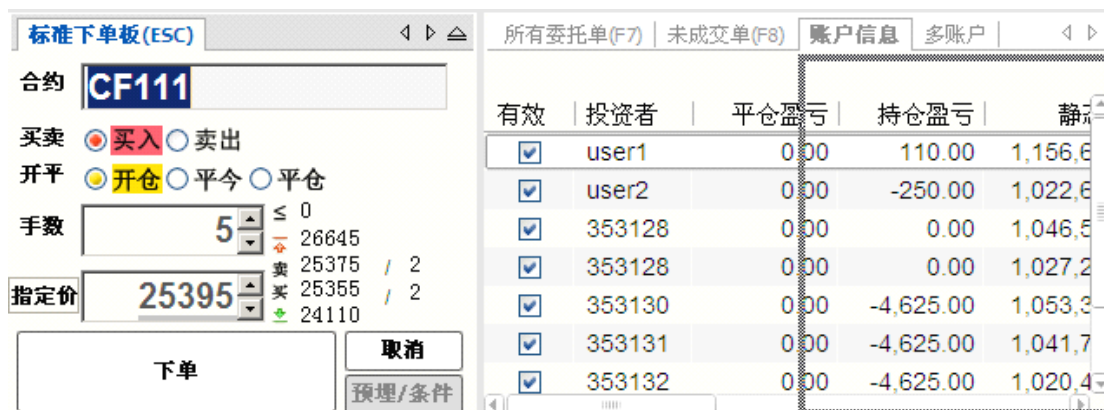 标准下单板(ESC)
合约 CF111
买卖 买入 卖出
开平 开仓 平今 平仓
手数 5 ≤ 0
26645
卖 25375 / 2
指定价 25395 买 25355 / 2
24110
下单 取消
预埋/条件
所有委托单(F7) 未成交单(F8) 账户信息 多账户
有效 投资者 平仓盈亏 持仓盈亏 静
user1 0.00 110.00 1,156,6
user2 0.00 -250.00 1,022,6
353128 0.00 0.00 1,046,5
353128 0.00 0.00 1,027,2
353130 0.00 -4,625.00 1,053,3
353131 0.00 -4,625.00 1,041,7
353132 0.00 -4,625.00 1,020,4